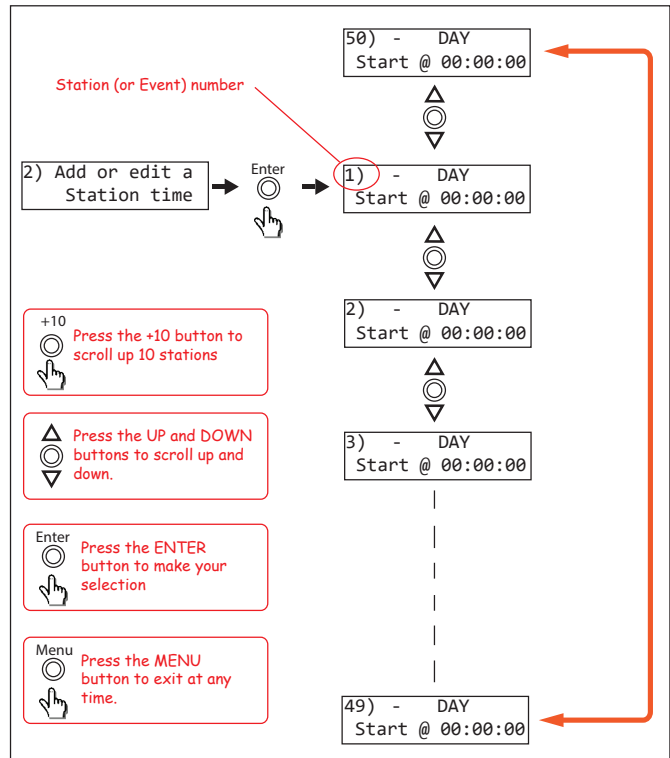 50) - DAY
Start @ 00:00:00
Station (or Event) number
2) Add or edit a
Station time
Enter
1) - DAY
Start @ 00:00:00
2) - DAY
Start @ 00:00:00
+10
Press the +10 button to
scroll up 10 stations
Press the UP and DOWN
buttons to scroll up and
down.
3) - DAY
Start @ 00:00:00
Enter
Press the ENTER
button to make your
selection
Menu
Press the MENU
button to exit at any
time.
49) - DAY
Start @ 00:00:00